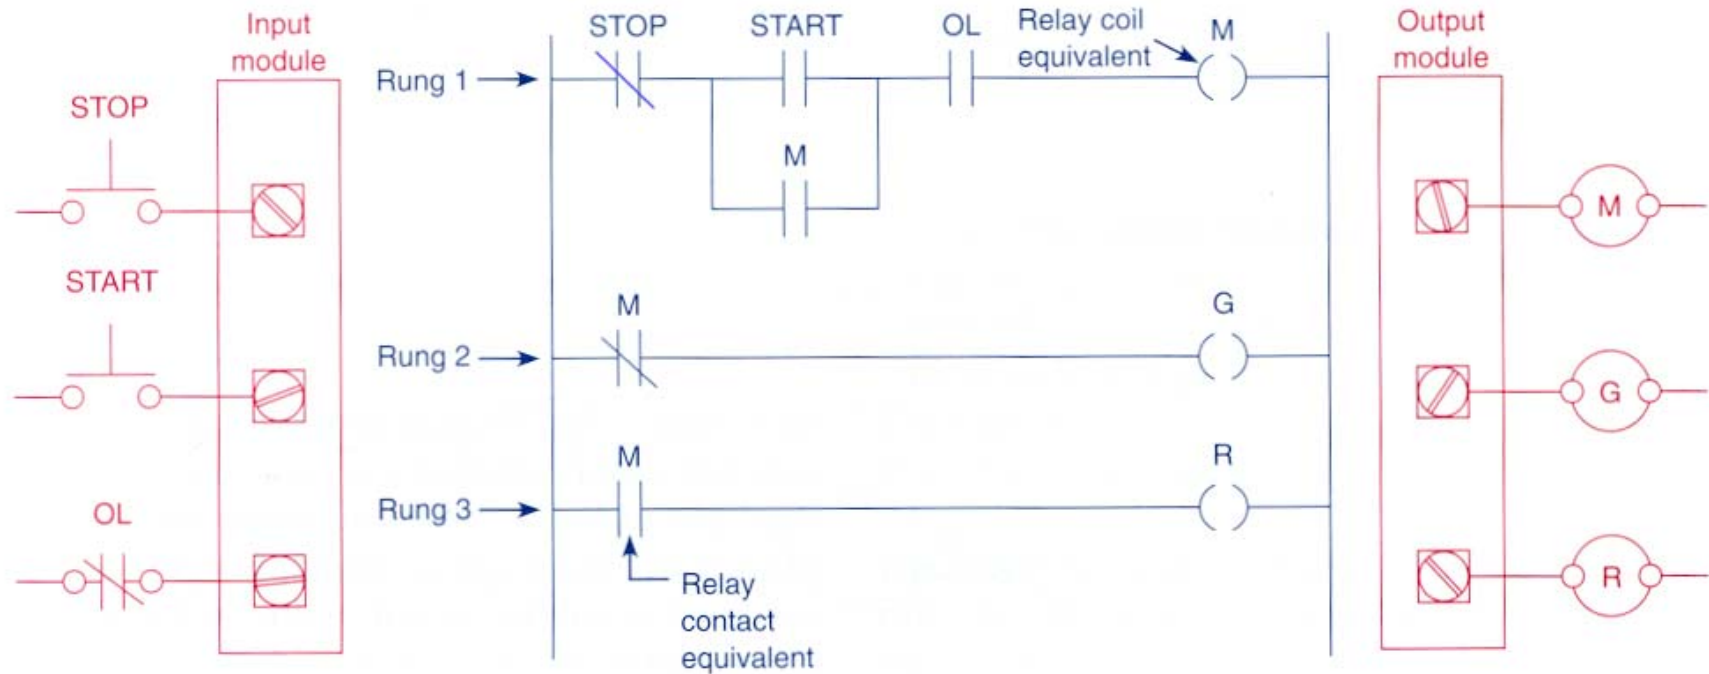 Input
module
STOP
START
OL
Rung 1
STOP
START
OL
Relay coil
equivalent
M
M
Rung 2
M
G
Rung 3
M
R
Relay
contact
equivalent
Output
module
M
G
R